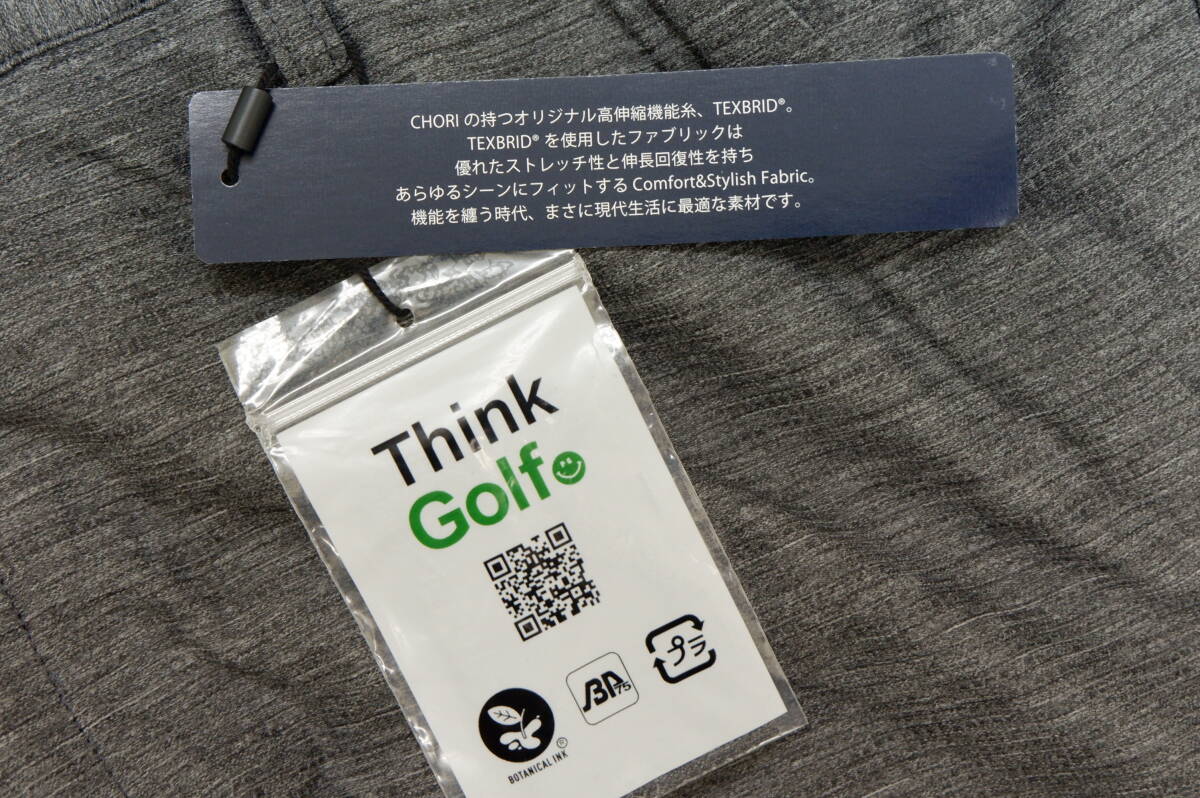 CHORI の持つオリジナル高伸縮機能糸、TEXBRID®。
TEXBRID® を使用したファブリックは
優れたストレッチ性と伸長回復性を持ち
あらゆるシーンにフィットする Comfort&Stylish Fabric。
機能を纏う時代、まさに現代生活に最適な素材です。
Think
Golf
プラ
BP75
BOTANICAL INK®